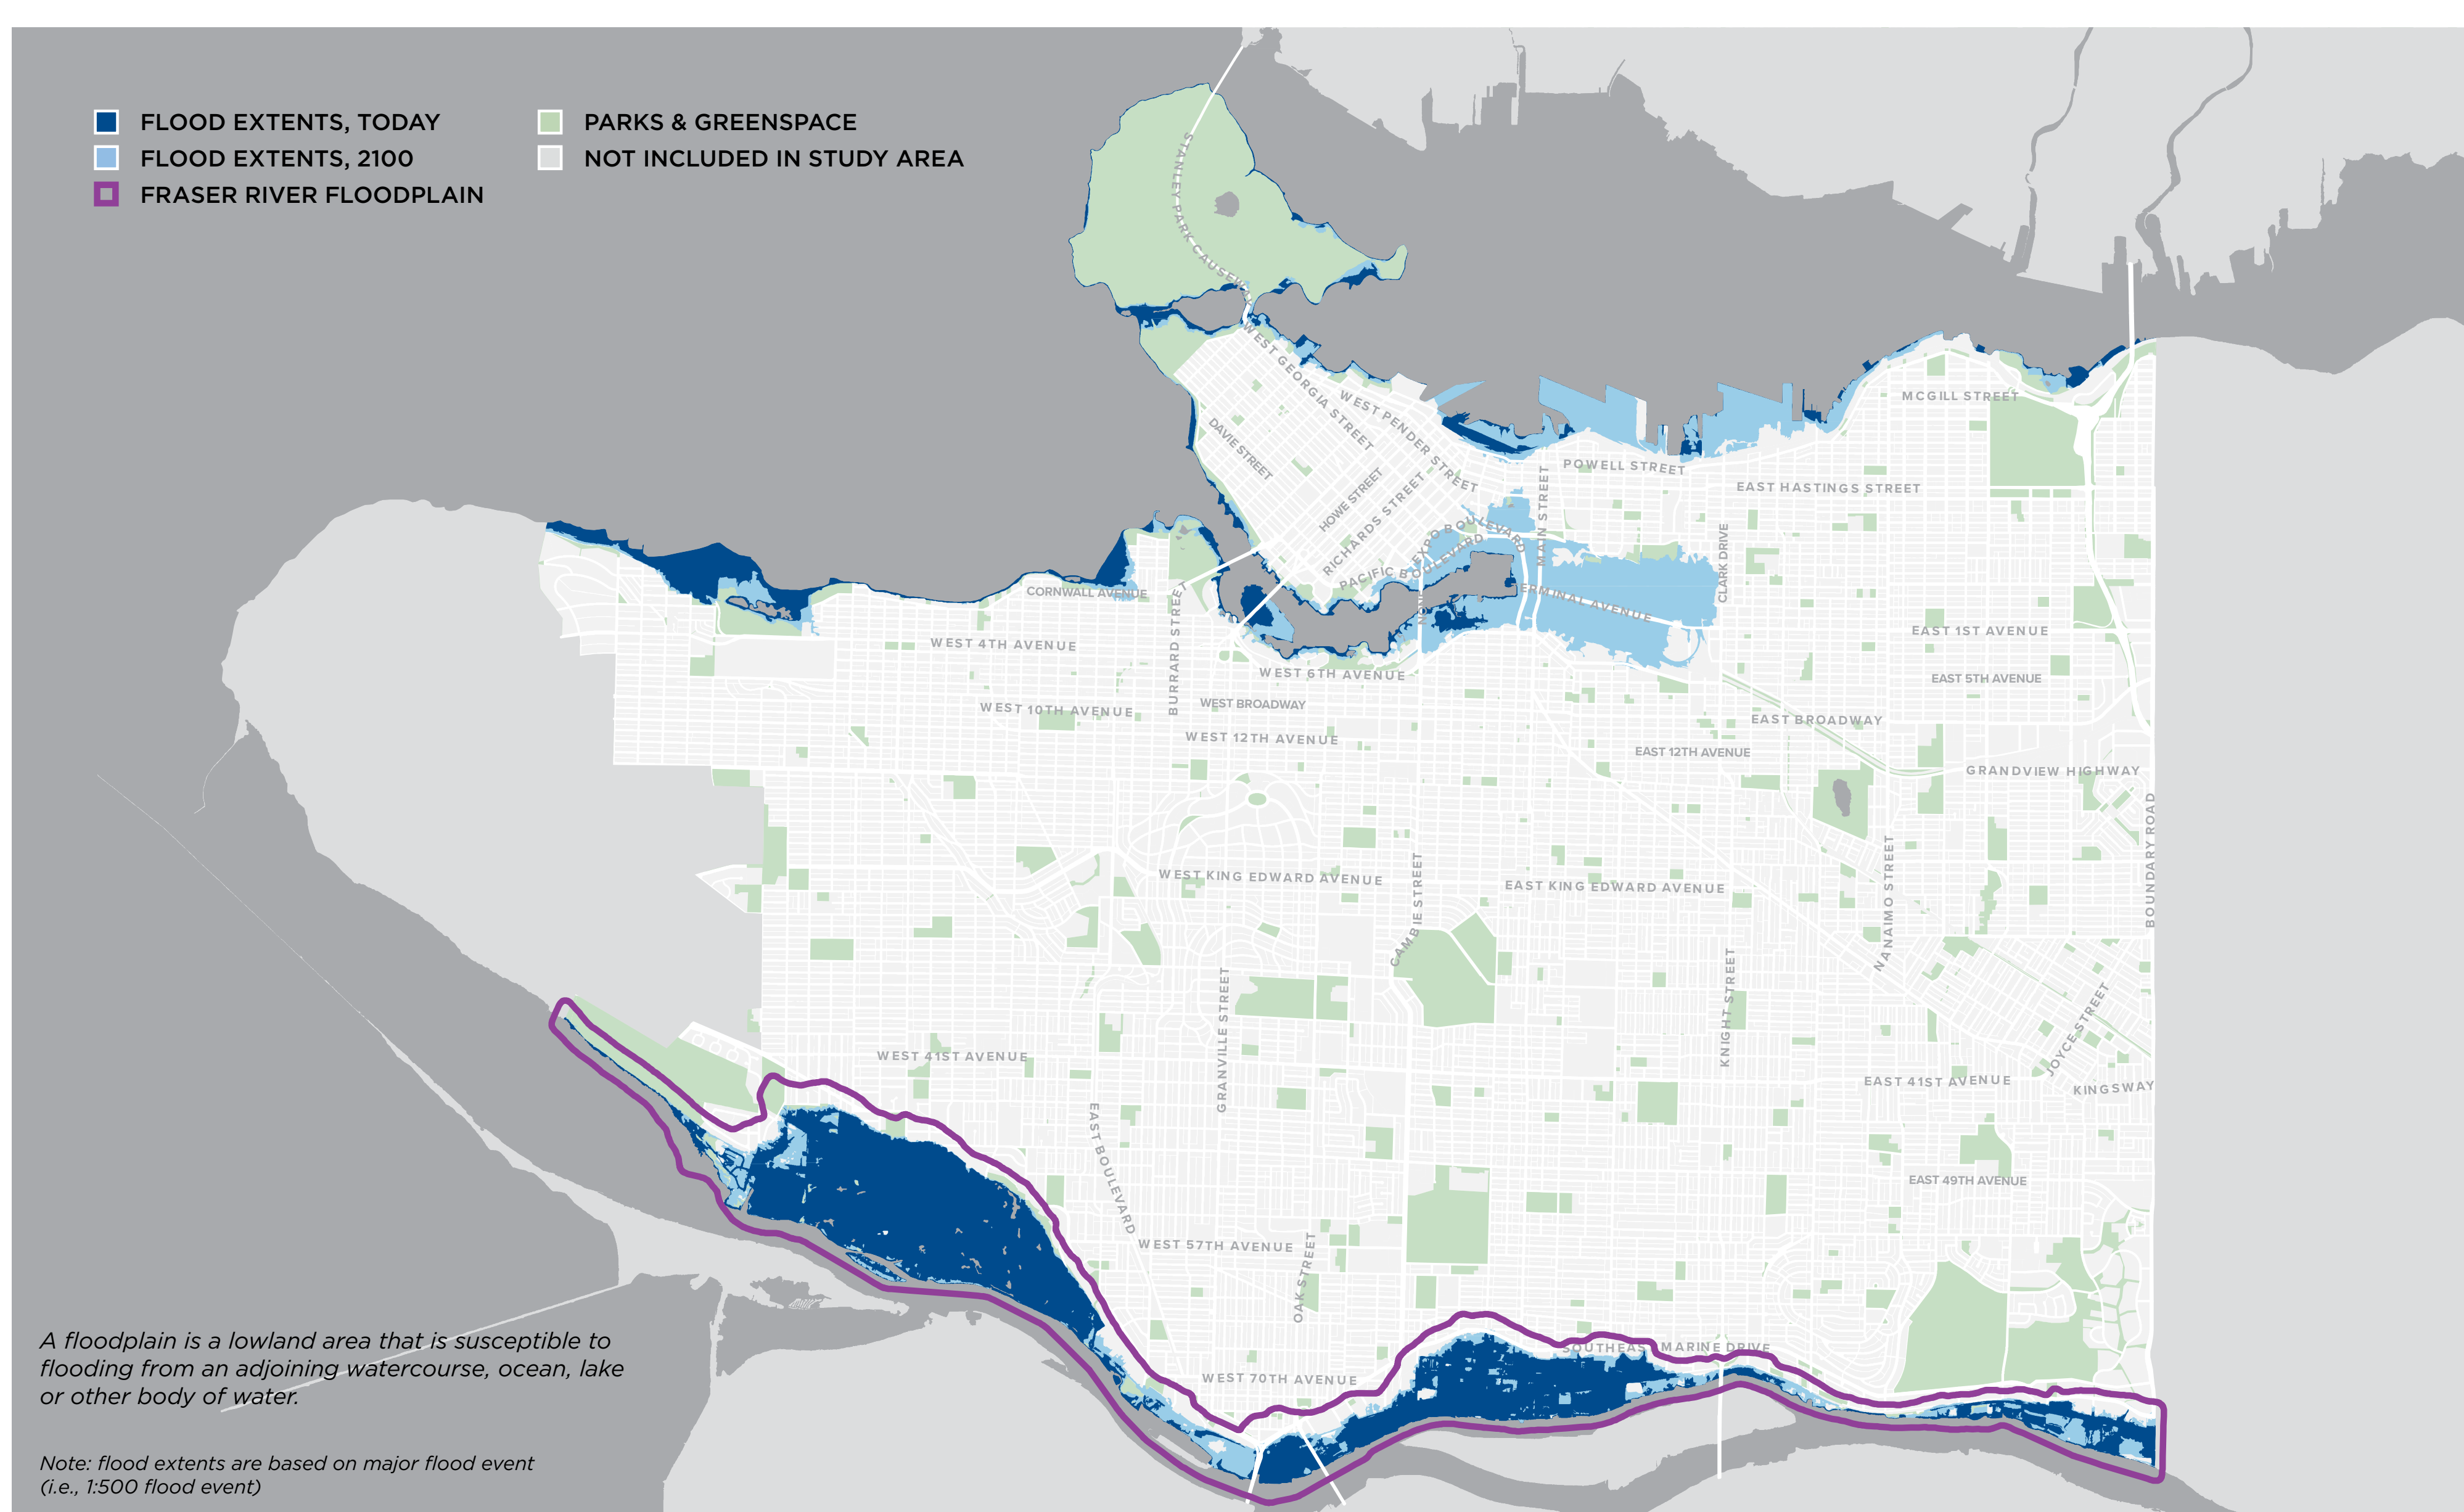 FLOOD EXTENTS, TODAY
FLOOD EXTENTS, 2100
FRASER RIVER FLOODPLAIN
PARKS & GREENSPACE
NOT INCLUDED IN STUDY AREA
STANLEY PARK CAUSEWAY
WEST GEORGIA STREET
WEST PENDER STREET
DAVIE STREET
HOWE STREET
RICHARDS STREET
EXPO BOULEVARD
PACIFIC BOULEVARD
MAIN STREET
POWELL STREET
MCGILL STREET
EAST HASTINGS STREET
CLARK DRIVE
TERMINAL AVENUE
CORNWALL AVENUE
BURRARD STREET
WEST 4TH AVENUE
WEST 6TH AVENUE
WEST BROADWAY
WEST 10TH AVENUE
WEST 12TH AVENUE
EAST 1ST AVENUE
EAST 5TH AVENUE
EAST BROADWAY
EAST 12TH AVENUE
GRANDVIEW HIGHWAY
BOUNDARY ROAD
NANAIMO STREET
WEST KING EDWARD AVENUE
EAST KING EDWARD AVENUE
CAMBIE STREET
GRANVILLE STREET
KNIGHT STREET
JOYCE STREET
KINGSWAY
WEST 41ST AVENUE
EAST 41ST AVENUE
EAST BOULEVARD
EAST 49TH AVENUE
WEST 57TH AVENUE
OAK STREET
WEST 70TH AVENUE
SOUTHEAST MARINE DRIVE
A floodplain is a lowland area that is susceptible to
flooding from an adjoining watercourse, ocean, lake
or other body of water.
Note: flood extents are based on major flood event
(i.e., 1:500 flood event)